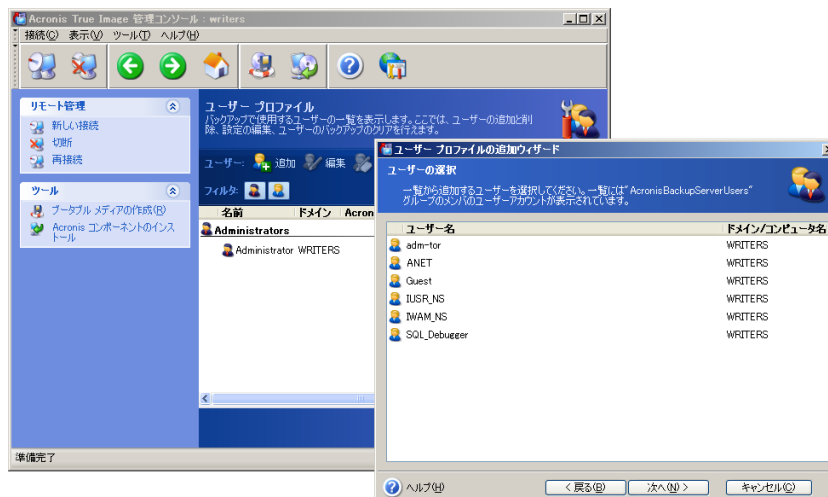 Acronis True Image 管理コンソール : writers
接続(C) 表示(V) ツール(T) ヘルプ(H)
リモート管理
新しい接続
切断
再接続
ツール
ブータブル メディアの作成(R)
Acronis コンポーネントのインス
トール
ユーザー プロファイル
バックアップで使用するユーザーの一覧を表示します。ここでは、ユーザーの追加と削
除、設定の編集、ユーザーのバックアップのクリアを行えます。
ユーザー: 追加 編集
フィルタ:
名前 ドメイン Acron
Administrators
Administrator WRITERS
準備完了
ユーザー プロファイルの追加ウィザード
ユーザーの選択
一覧から追加するユーザーを選択してください。一覧には"AcronisBackupServerUsers"
グループのメンバのユーザーアカウントが表示されています。
ユーザー名 ドメイン/コンピュータ名
adm-tor WRITERS
ANET WRITERS
Guest WRITERS
IUSR_NS WRITERS
IWAM_NS WRITERS
SQL_Debugger WRITERS
ヘルプ(H) < 戻る(B) 次へ(N) > キャンセル(C)